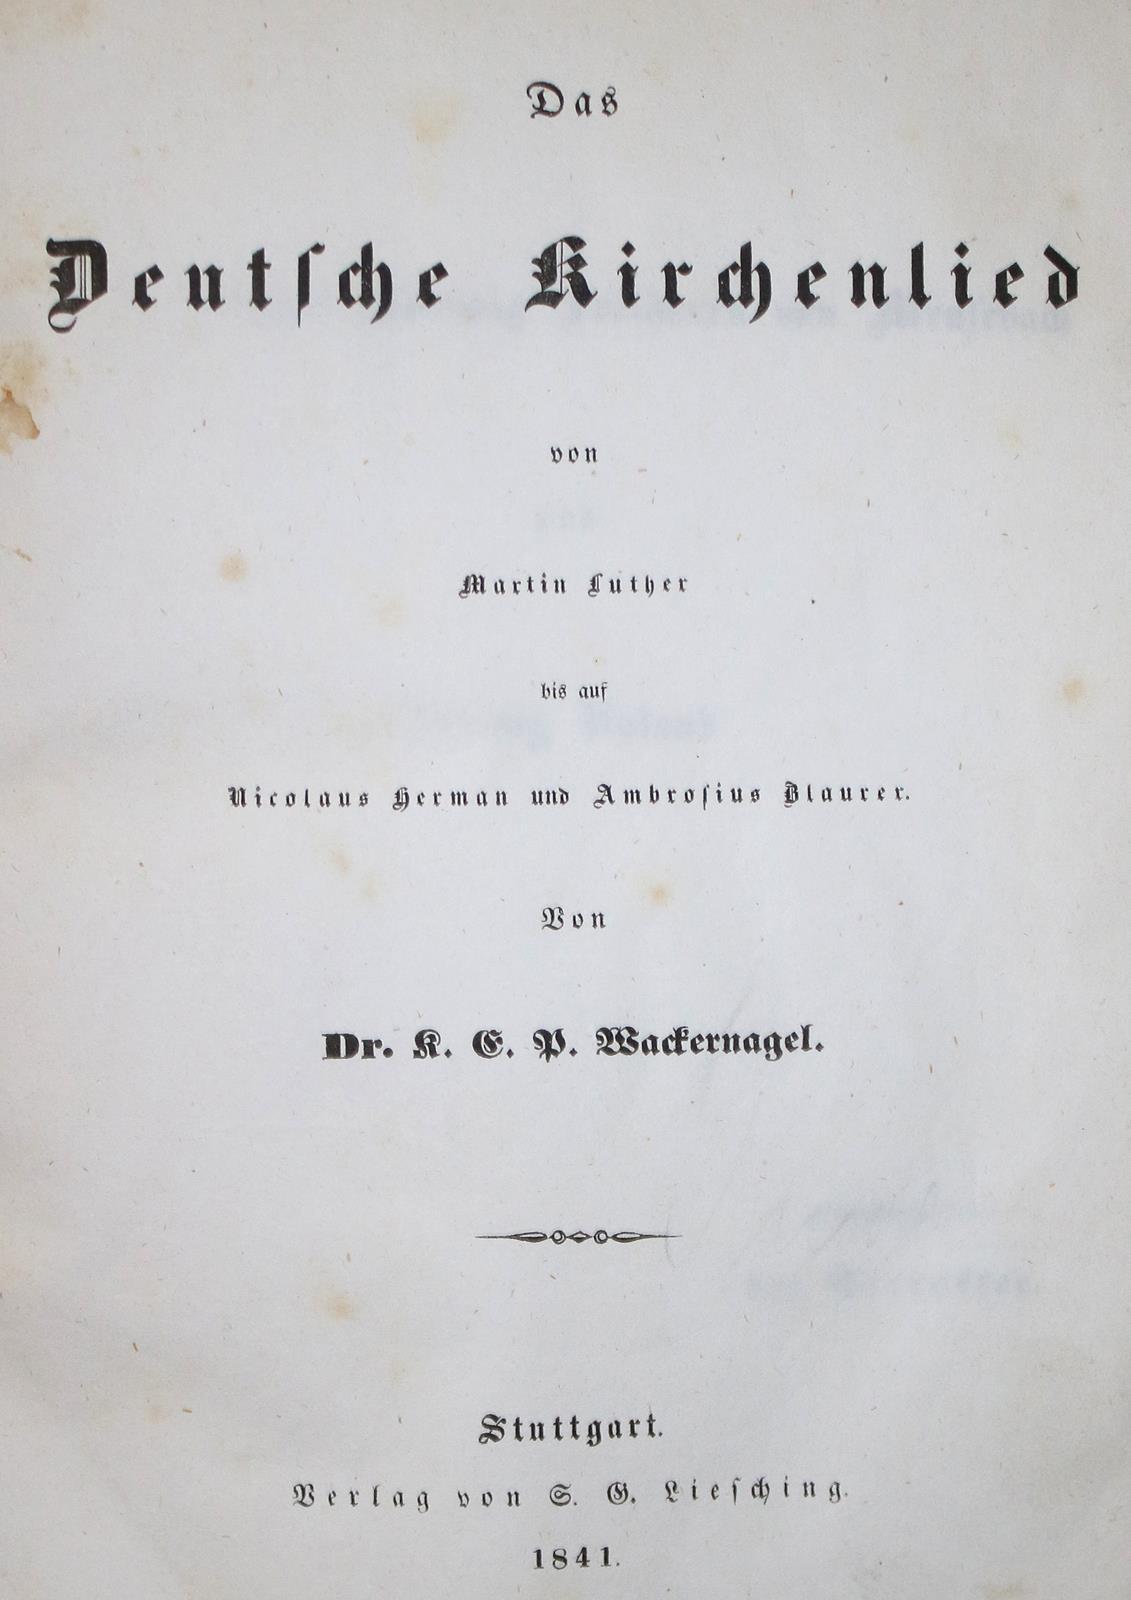 Das
Deutſche Kirchenlied
von
Martin Luther
bis auf
Nicolaus Herman und Ambroſius Blaurer.
Von
Dr. K. E. P. Wackernagel.
Stuttgart.
Verlag von S. G. Lieſching.
1841.